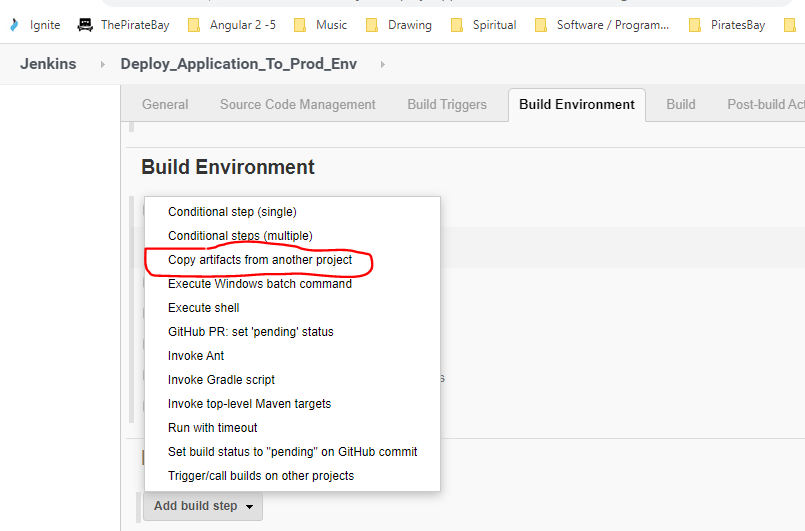 Ignite ThePirateBay Angular 2 -5 Music Drawing Spiritual Software / Program... PiratesBay
Jenkins Deploy_Application_To_Prod_Env
General Source Code Management Build Triggers Build Environment Build Post-build Act
Build Environment
Conditional step (single)
Conditional steps (multiple)
Copy artifacts from another project
Execute Windows batch command
Execute shell
GitHub PR: set 'pending' status
Invoke Ant
Invoke Gradle script
Invoke top-level Maven targets
Run with timeout
Set build status to "pending" on GitHub commit
Trigger/call builds on other projects
Add build step